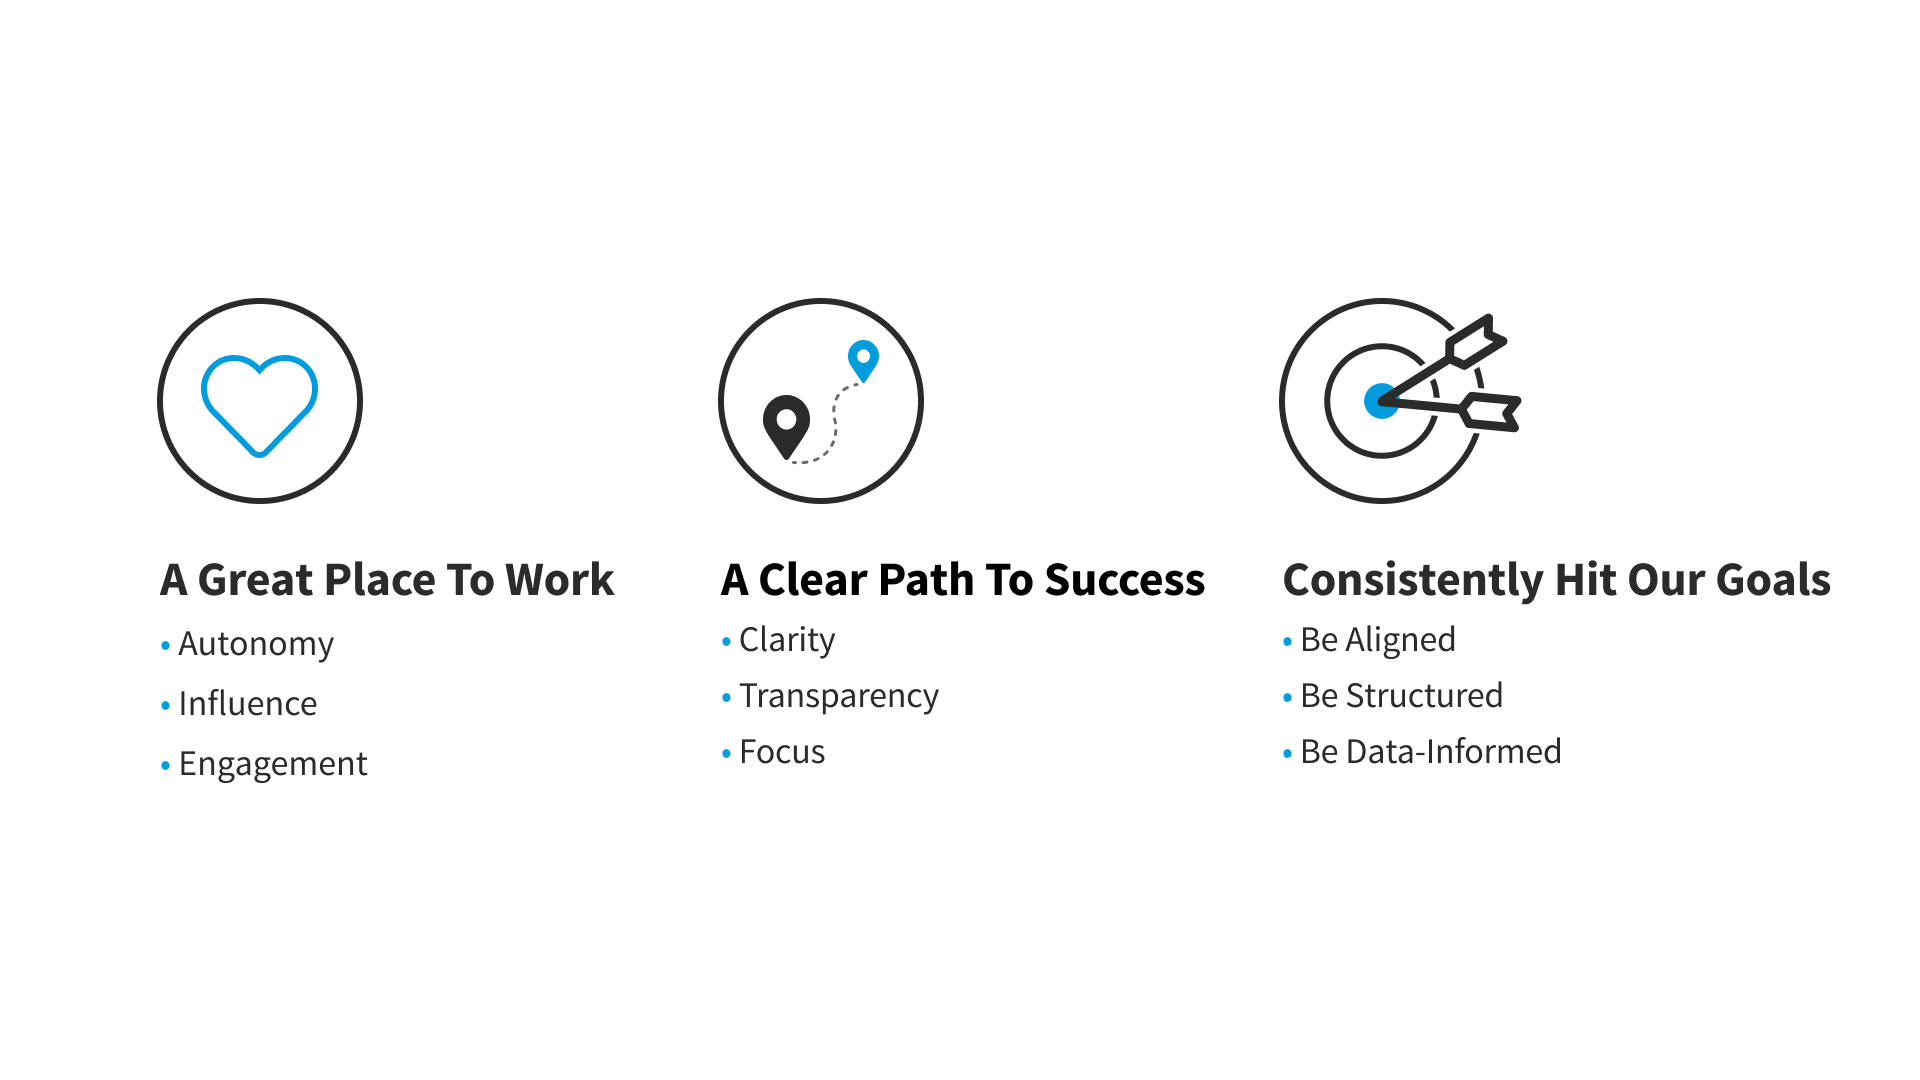 A Great Place To Work
• Autonomy
• Influence
• Engagement
A Clear Path To Success
• Clarity
• Transparency
• Focus
Consistently Hit Our Goals
• Be Aligned
• Be Structured
• Be Data-Informed